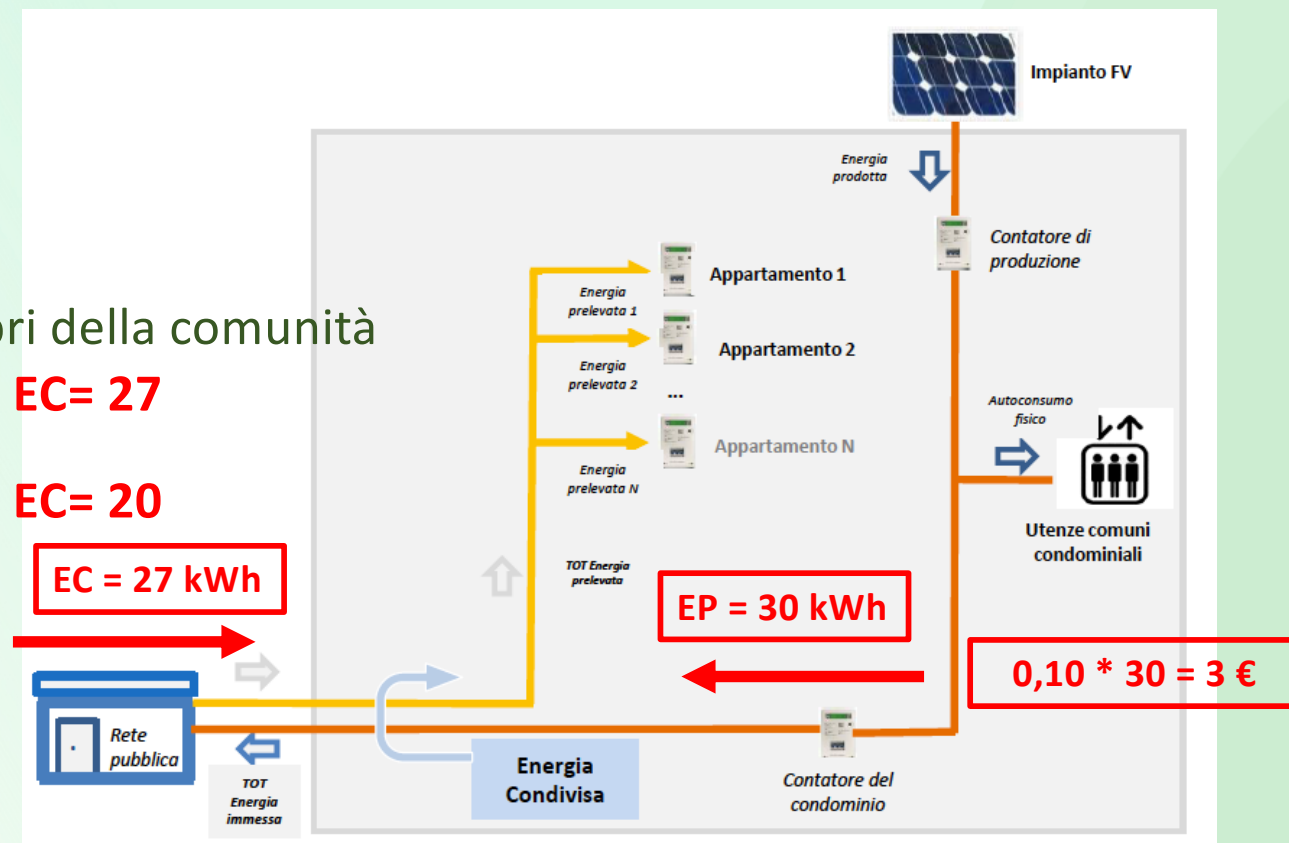 Impianto FV
Energia
prodotta
Contatore di
produzione
Appartamento 1
Energia
prelevata 1
Appartamento 2
Energia
prelevata 2
...
Appartamento N
Energia
prelevata N
della comunità
EC= 27
EC= 20
EC = 27 kWh
Autoconsumo
fisico
Utenze comuni
condominiali
TOT Energia
prelevata
EP = 30 kWh
0,10 * 30 = 3 €
Rete
pubblica
TOT
Energia
immessa
Energia
Condivisa
Contatore del
condominio